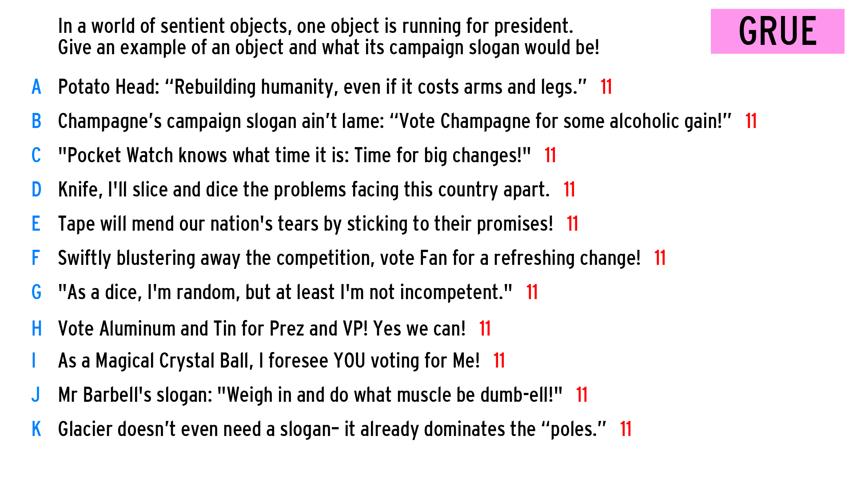 In a world of sentient objects, one object is running for president.
Give an example of an object and what its campaign slogan would be!
GRUE
A Potato Head: “Rebuilding humanity, even if it costs arms and legs.” 11
B Champagne’s campaign slogan ain’t lame: “Vote Champagne for some alcoholic gain!” 11
C "Pocket Watch knows what time it is: Time for big changes!" 11
D Knife, I'll slice and dice the problems facing this country apart. 11
E Tape will mend our nation's tears by sticking to their promises! 11
F Swiftly blustering away the competition, vote Fan for a refreshing change! 11
G "As a dice, I'm random, but at least I'm not incompetent." 11
H Vote Aluminum and Tin for Prez and VP! Yes we can! 11
I As a Magical Crystal Ball, I foresee YOU voting for Me! 11
J Mr Barbell's slogan: "Weigh in and do what muscle be dumb-ell!" 11
K Glacier doesn’t even need a slogan– it already dominates the “poles.” 11